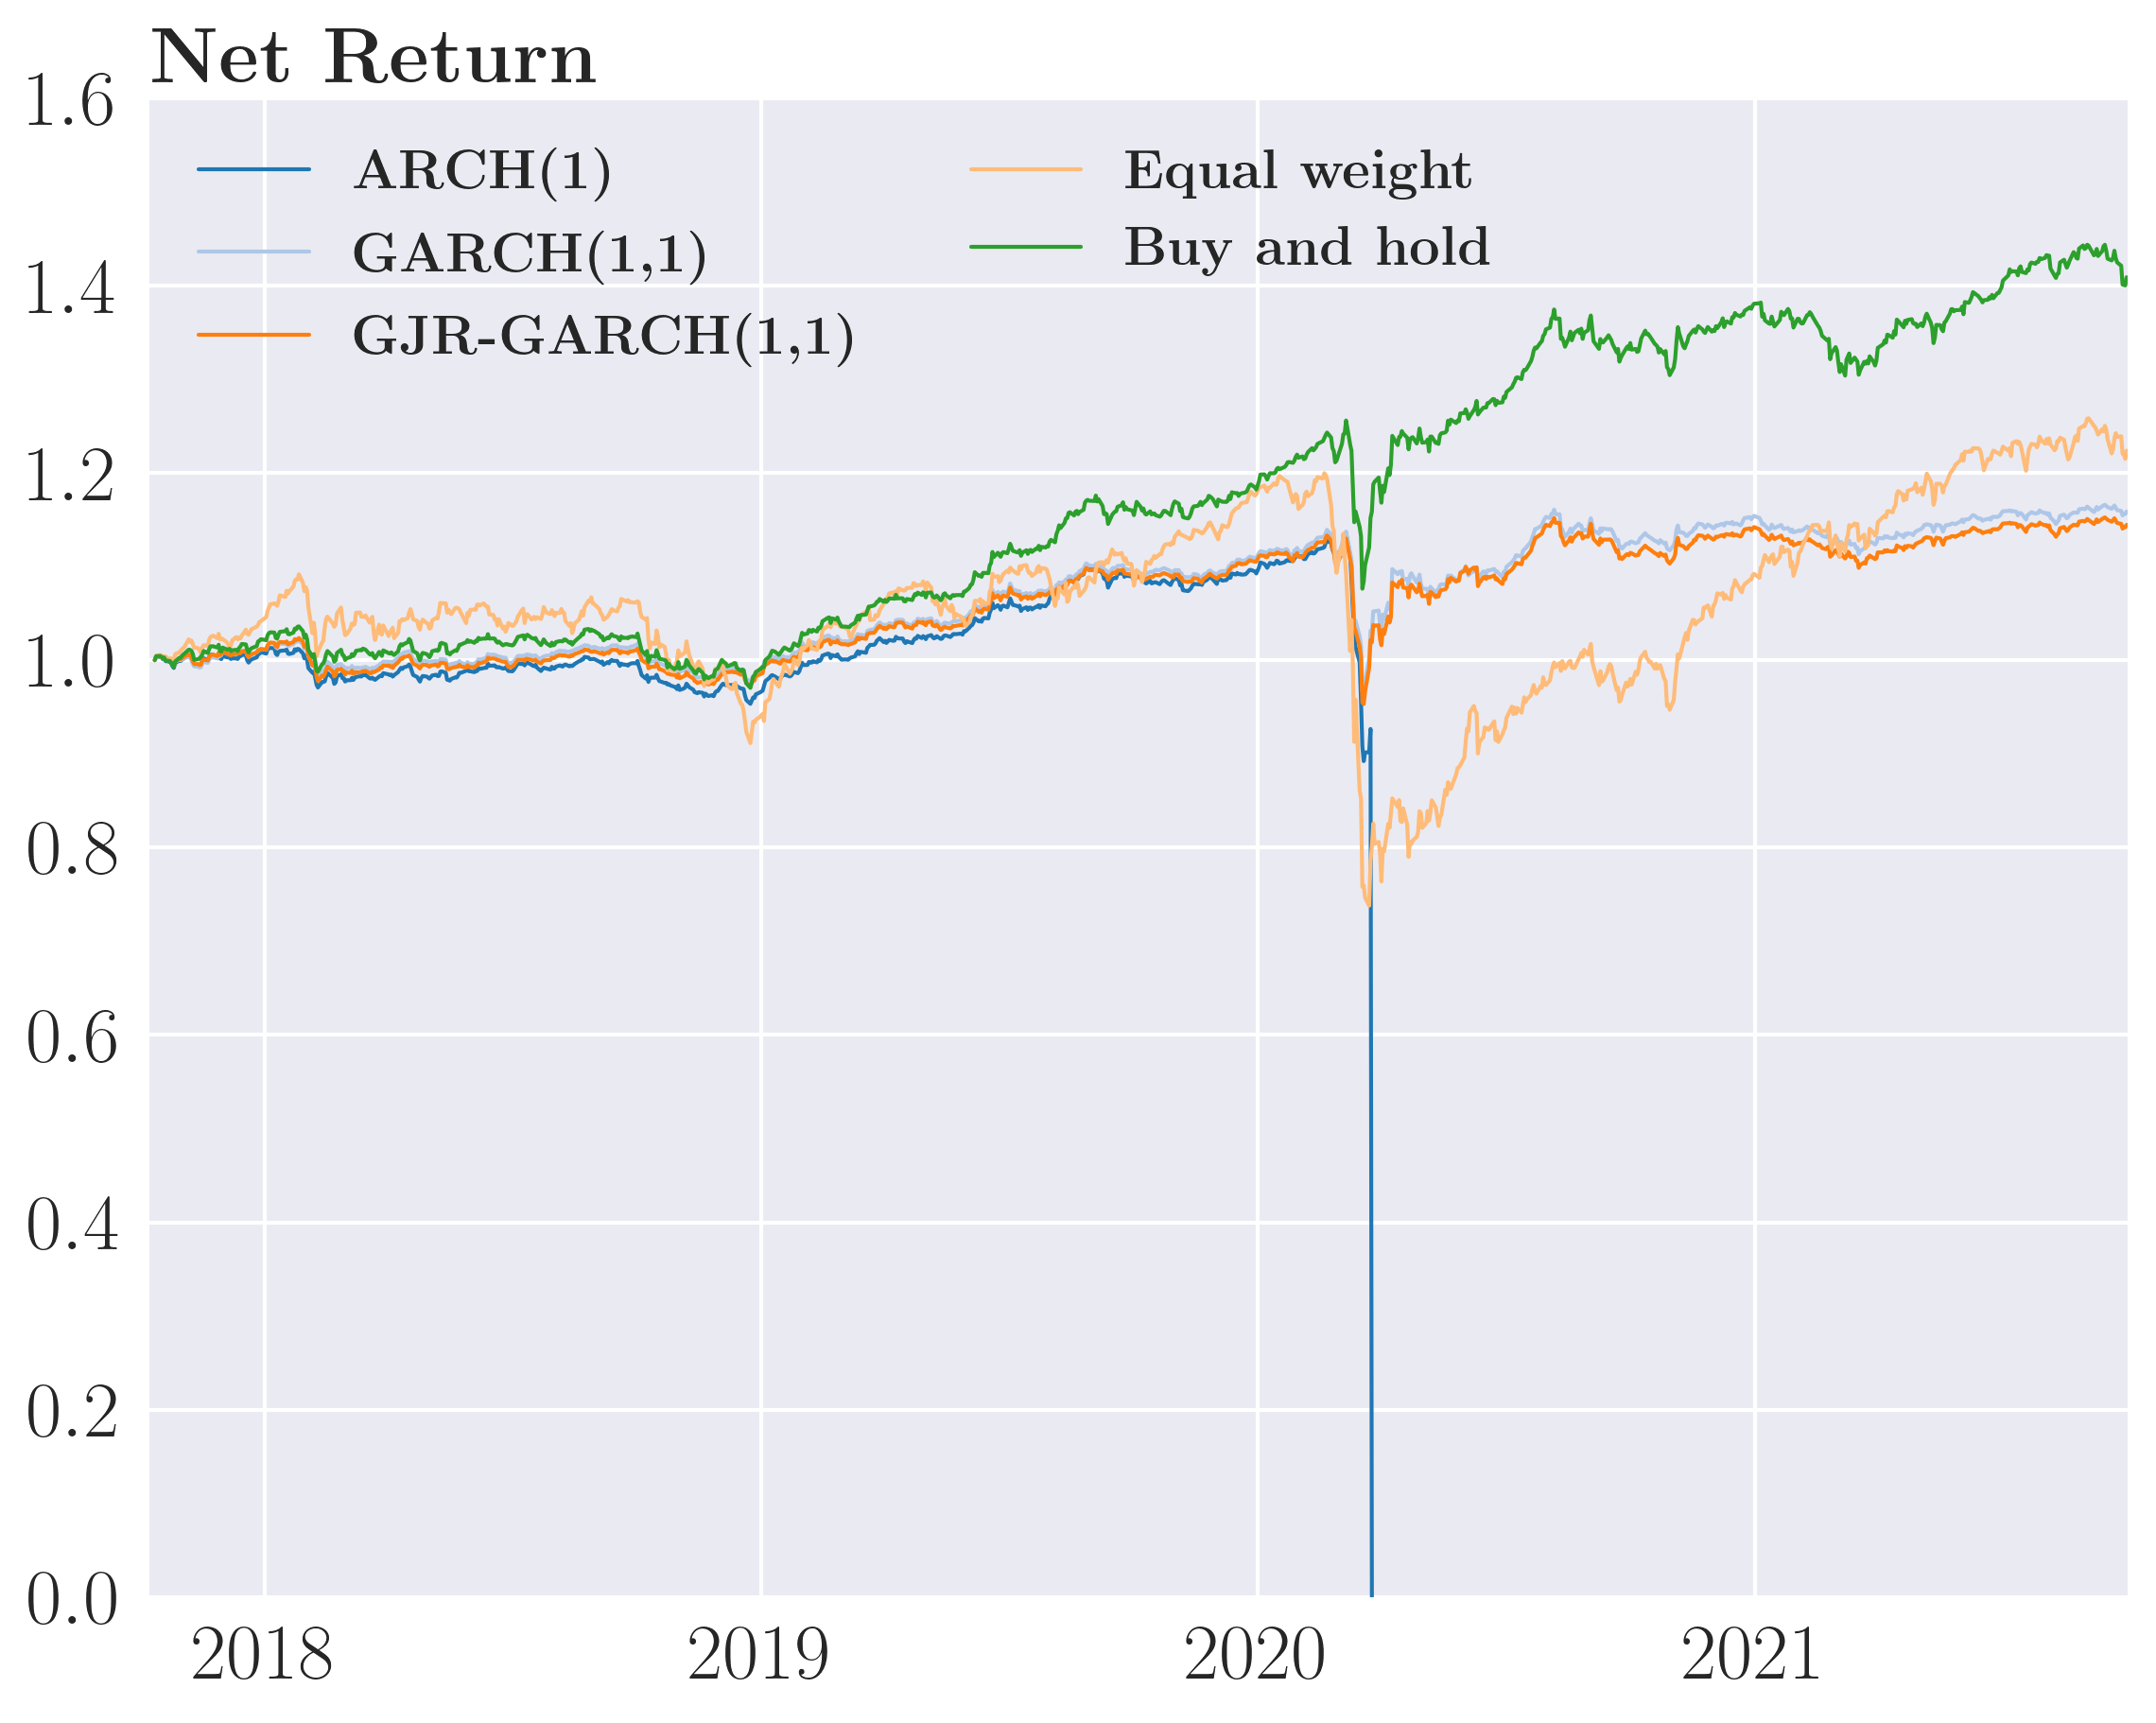 Net Return
1.6
1.4
1.2
1.0
0.8
0.6
0.4
0.2
0.0
ARCH(1)
GARCH(1,1)
GJR-GARCH(1,1)
Equal weight
Buy and hold
2018 2019 2020 2021